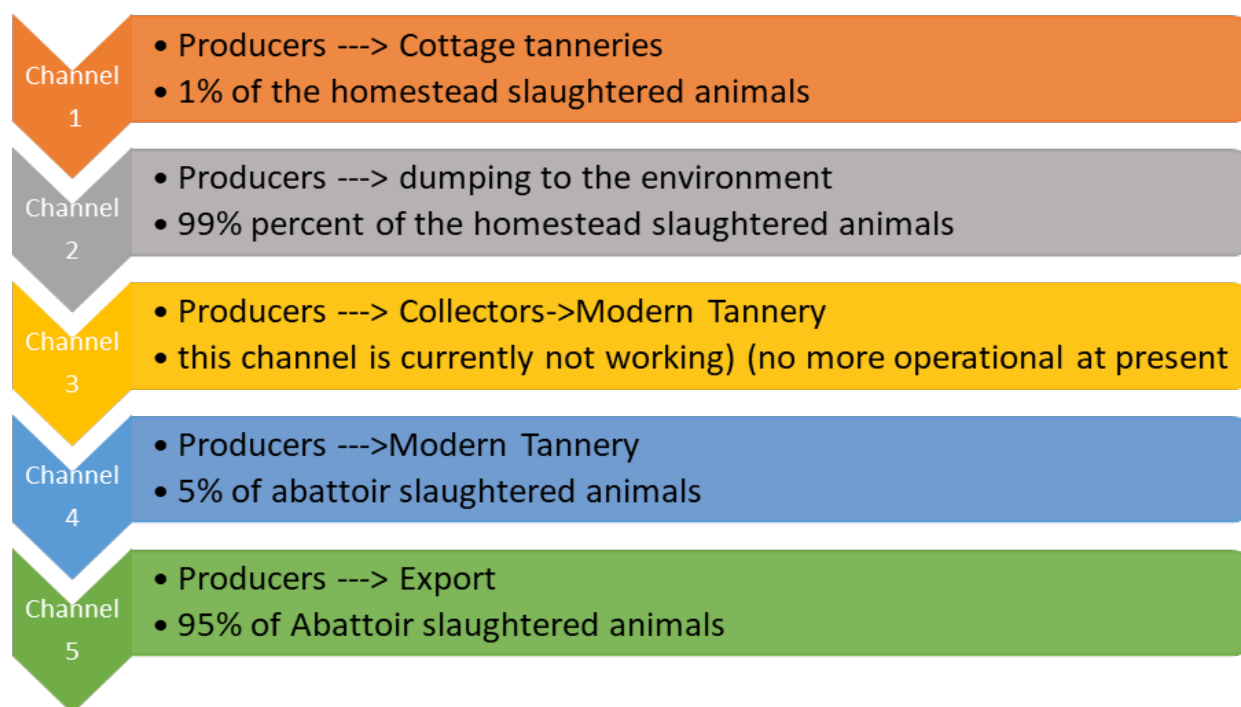 Channel
1
• Producers ---> Cottage tanneries
• 1% of the homestead slaughtered animals
Channel
2
• Producers ---> dumping to the environment
• 99% percent of the homestead slaughtered animals
Channel
3
• Producers ---> Collectors->Modern Tannery
• this channel is currently not working) (no more operational at present
Channel
4
• Producers --->Modern Tannery
• 5% of abattoir slaughtered animals
Channel
5
• Producers ---> Export
• 95% of Abattoir slaughtered animals